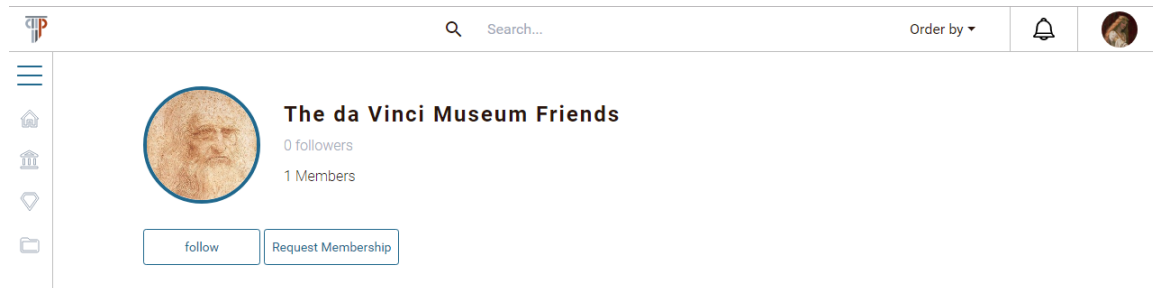 Search...
Order by
The da Vinci Museum Friends
0 followers
1 Members
follow
Request Membership